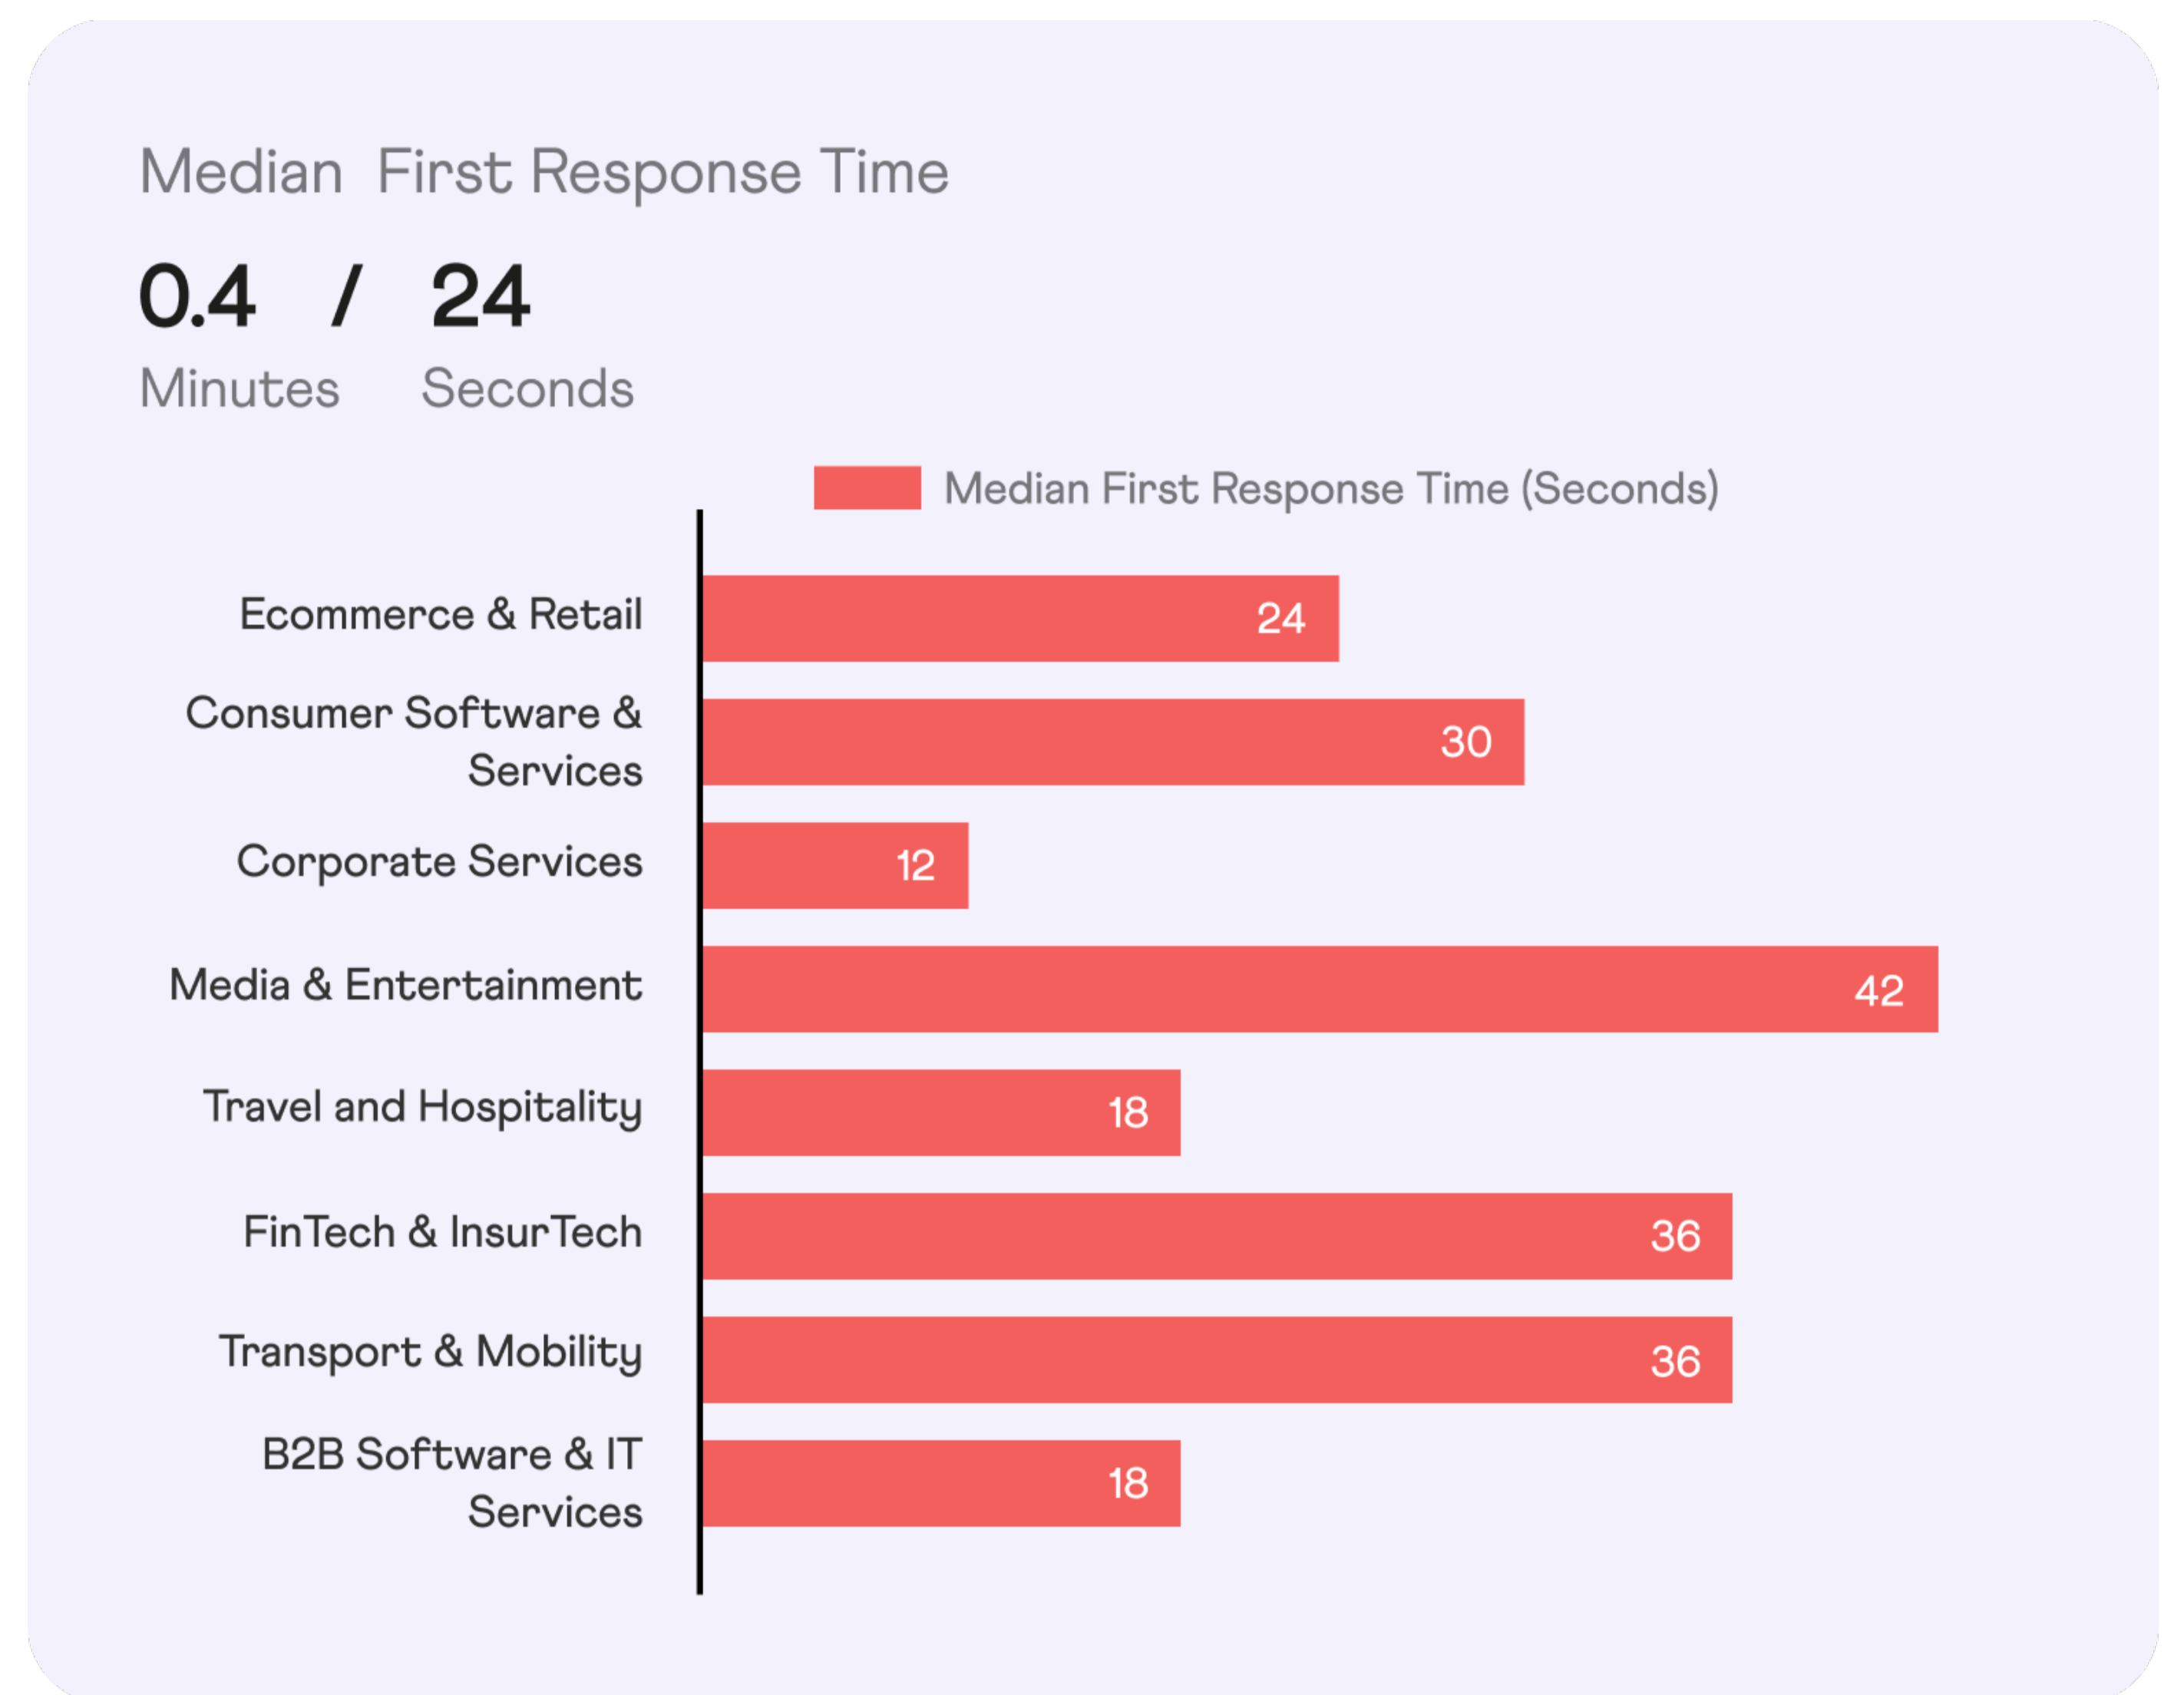 Median First Response Time
0.4 / 24
Minutes Seconds
Median First Response Time (Seconds)
Ecommerce & Retail 24
Consumer Software &
Services 30
Corporate Services 12
Media & Entertainment 42
Travel and Hospitality 18
FinTech & InsurTech 36
Transport & Mobility 36
B2B Software & IT
Services 18